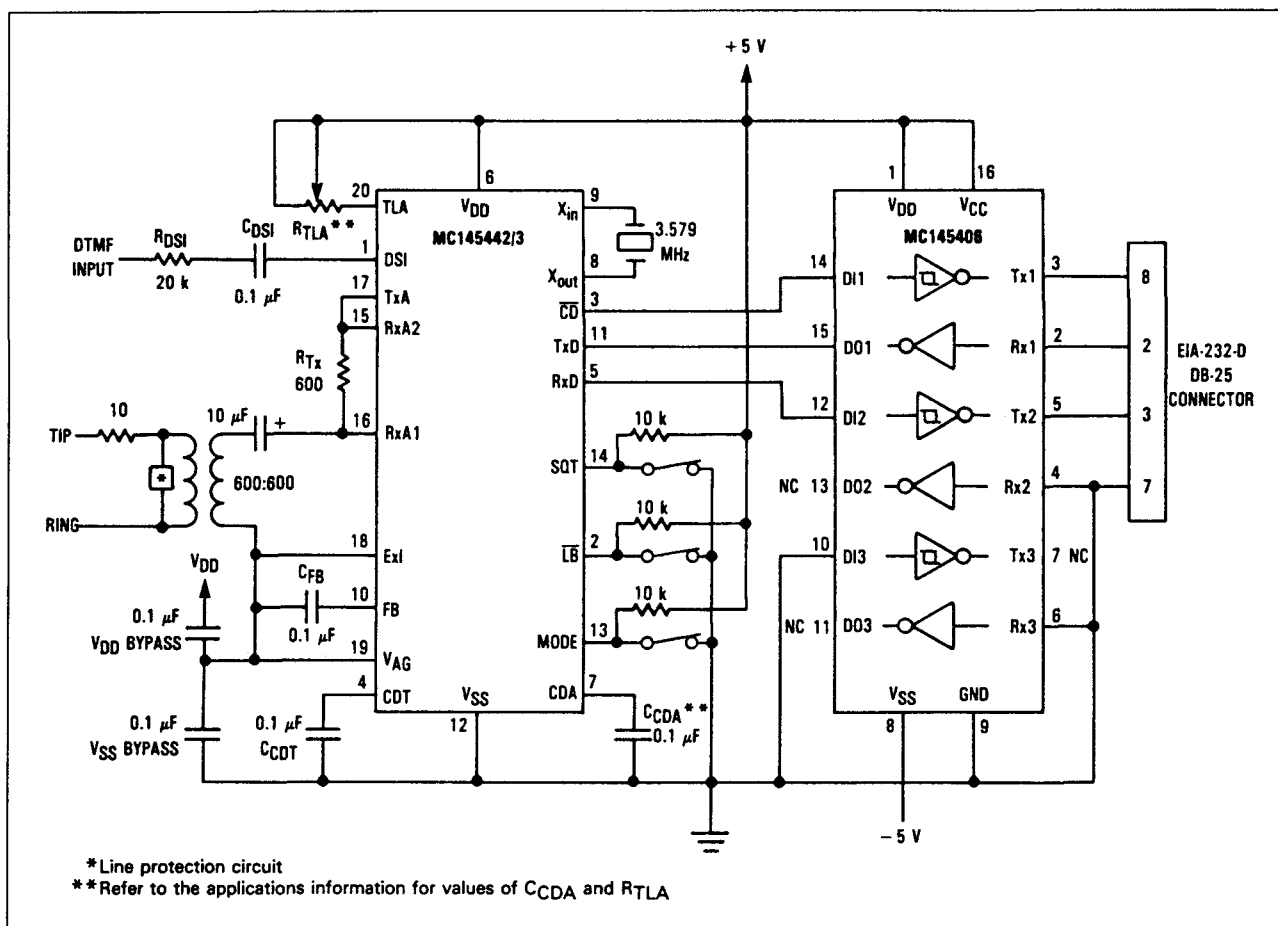 +5 V
1
16
6
20
TLA
VDD
9
Xin
VDD
VCC
RTLA**
MC145442/3
3.579
MHz
MC145406
DTMF
INPUT
RDSI
20 k
CDSI
0.1 µF
1
DSI
8
Xout
14
DI1
Tx1
3
8
17
TxA
3
CD
15
RxA2
11
TxD
15
DO1
Rx1
2
2
EIA-232-D
DB-25
CONNECTOR
RTx
600
5
RxD
12
DI2
Tx2
5
3
10
10 µF
+
16
RxA1
10 k
TIP
14
SQT
NC 13
DO2
Rx2
4
7
*
600:600
RING
10 k
2
LB
10
DI3
Tx3
7 NC
18
ExI
VDD
CFB
0.1 µF
10
FB
10 k
0.1 µF
VDD BYPASS
13
MODE
NC 11
DO3
Rx3
6
19
VAG
4
CDT
VSS
12
CDA
7
VSS
8
GND
9
0.1 µF
VSS BYPASS
0.1 µF
CCDT
CCDA**
0.1 µF
−5 V
*Line protection circuit
**Refer to the applications information for values of CCDA and RTLA